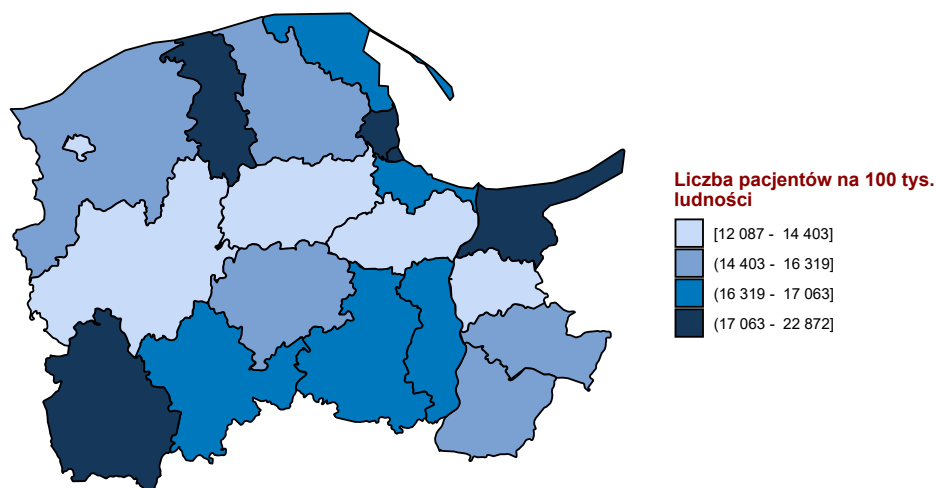 Liczba pacjentów na 100 tys.
ludności
[12 087 - 14 403]
(14 403 - 16 319]
(16 319 - 17 063]
(17 063 - 22 872]